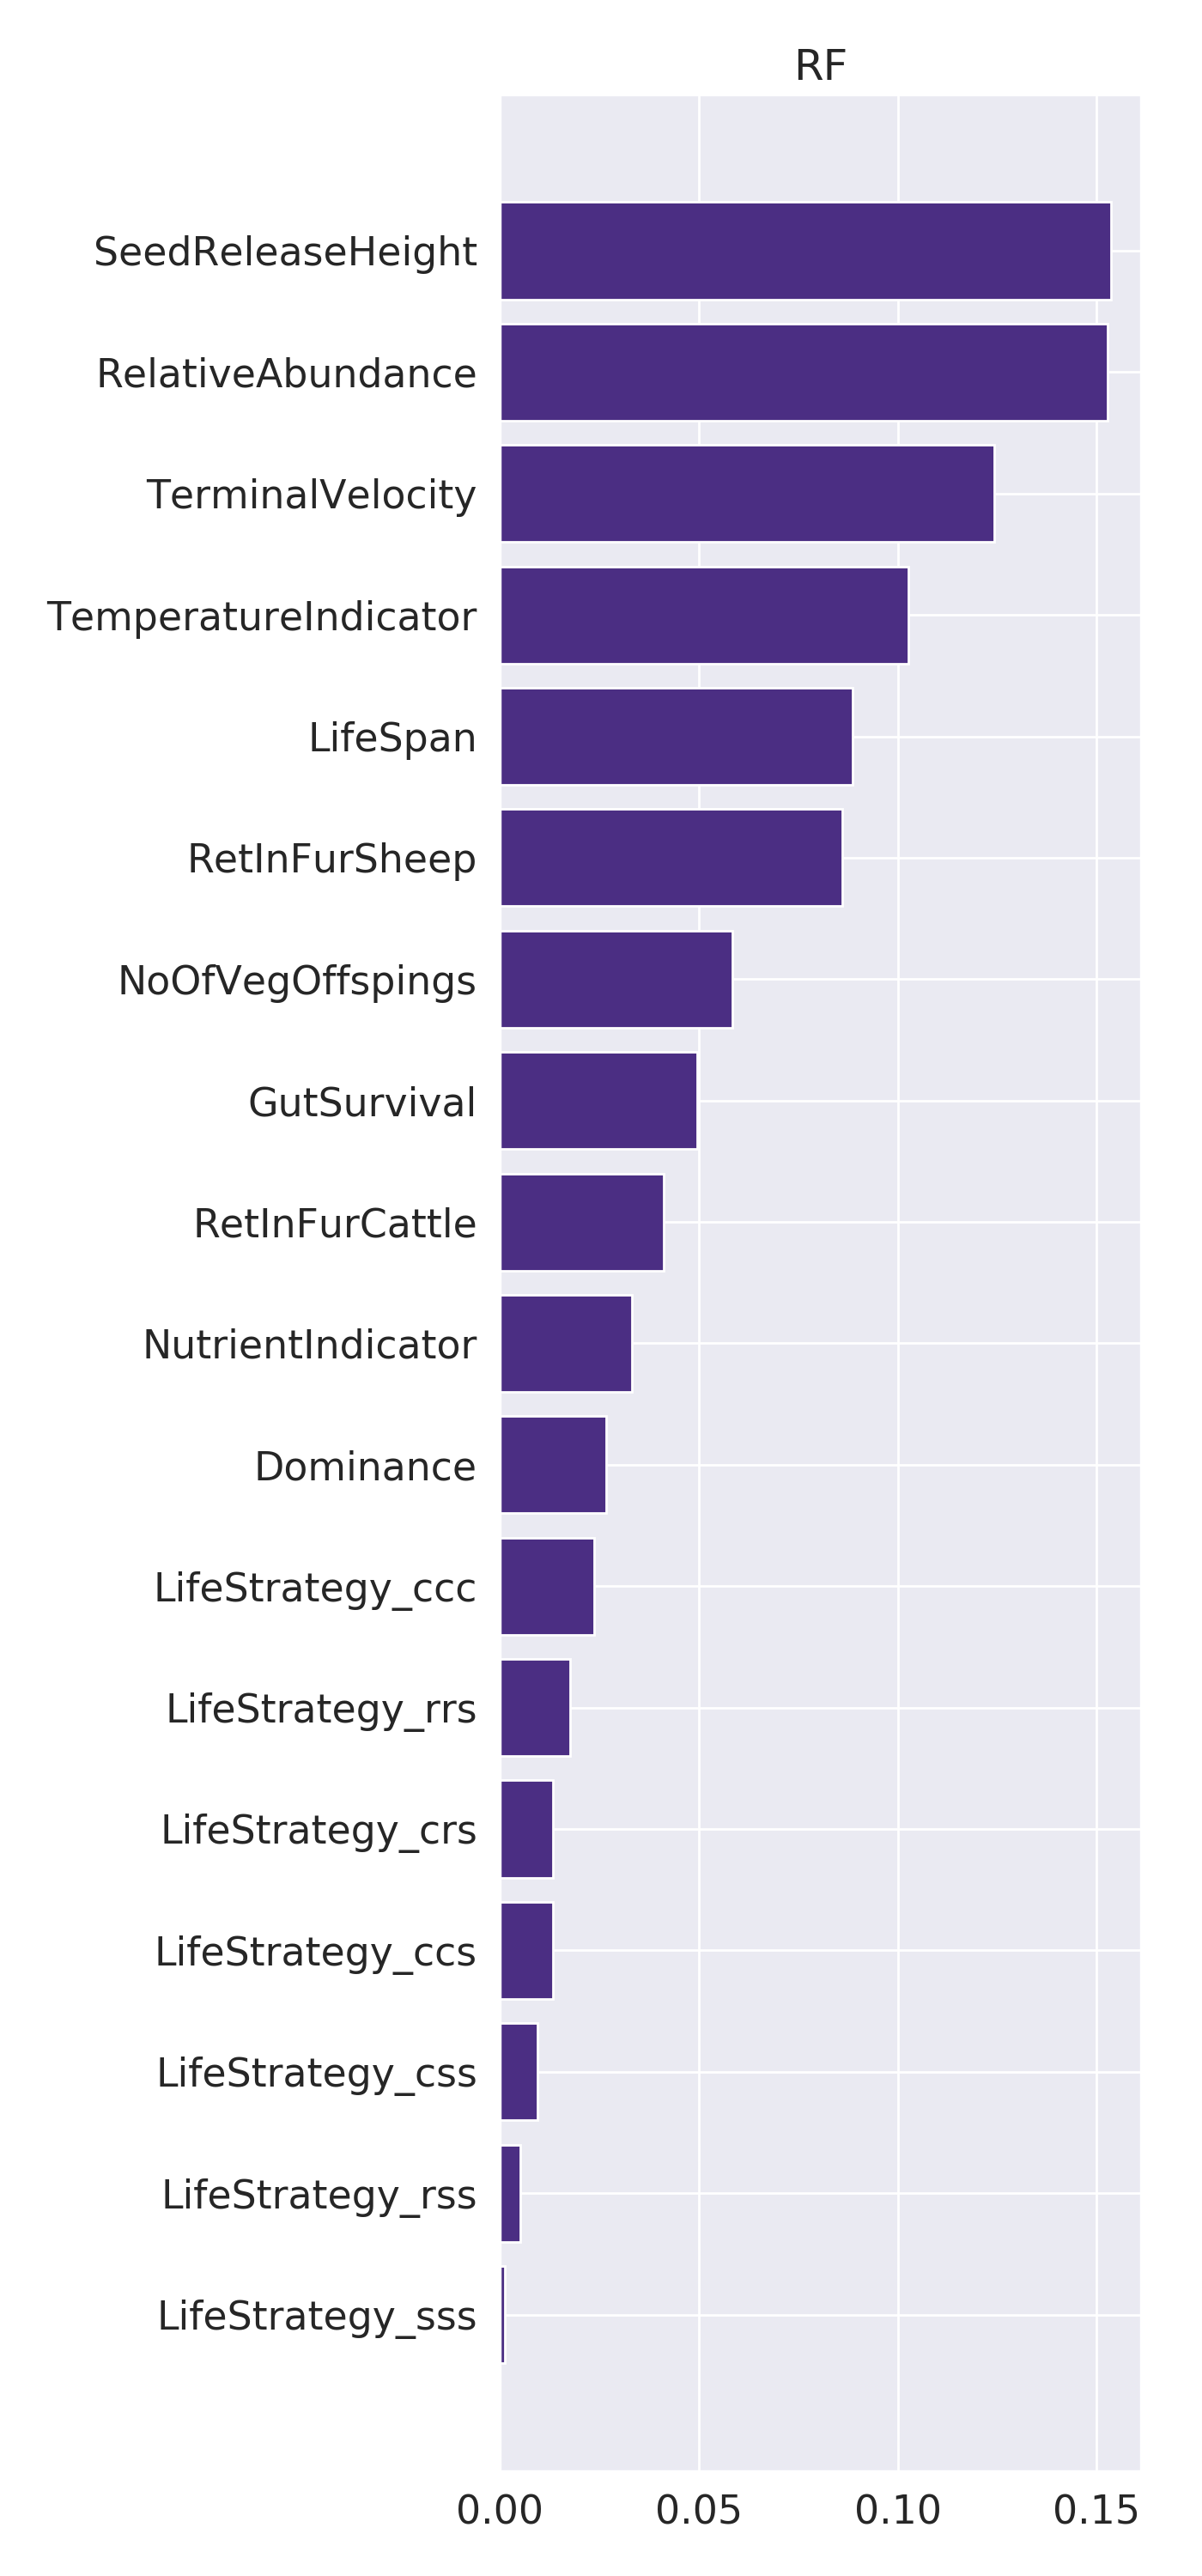 RF
SeedReleaseHeight
RelativeAbundance
TerminalVelocity
TemperatureIndicator
LifeSpan
RetInFurSheep
NoOfVegOffspings
GutSurvival
RetInFurCattle
NutrientIndicator
Dominance
LifeStrategy_ccc
LifeStrategy_rrs
LifeStrategy_crs
LifeStrategy_ccs
LifeStrategy_css
LifeStrategy_rss
LifeStrategy_sss
0.00 0.05 0.10 0.15